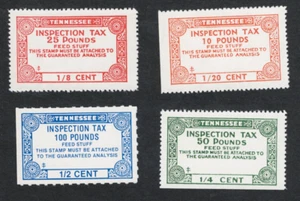 TENNESSEE
INSPECTION TAX
25 POUNDS
FEED STUFF
THIS STAMP MUST BE ATTACHED
TO THE GUARANTEED ANALYSIS
1/8 CENT
TENNESSEE
INSPECTION TAX
10 POUNDS
FEED STUFF
THIS STAMP MUST BE ATTACHED
TO THE GUARANTEED ANALYSIS
1/20 CENT
TENNESSEE
INSPECTION TAX
100 POUNDS
FEED STUFF
THIS STAMP MUST BE ATTACHED
TO THE GUARANTEED ANALYSIS
1/2 CENT
TENNESSEE
INSPECTION TAX
50 POUNDS
FEED STUFF
THIS STAMP MUST BE ATTACHED
TO THE GUARANTEED ANALYSIS
1/4 CENT